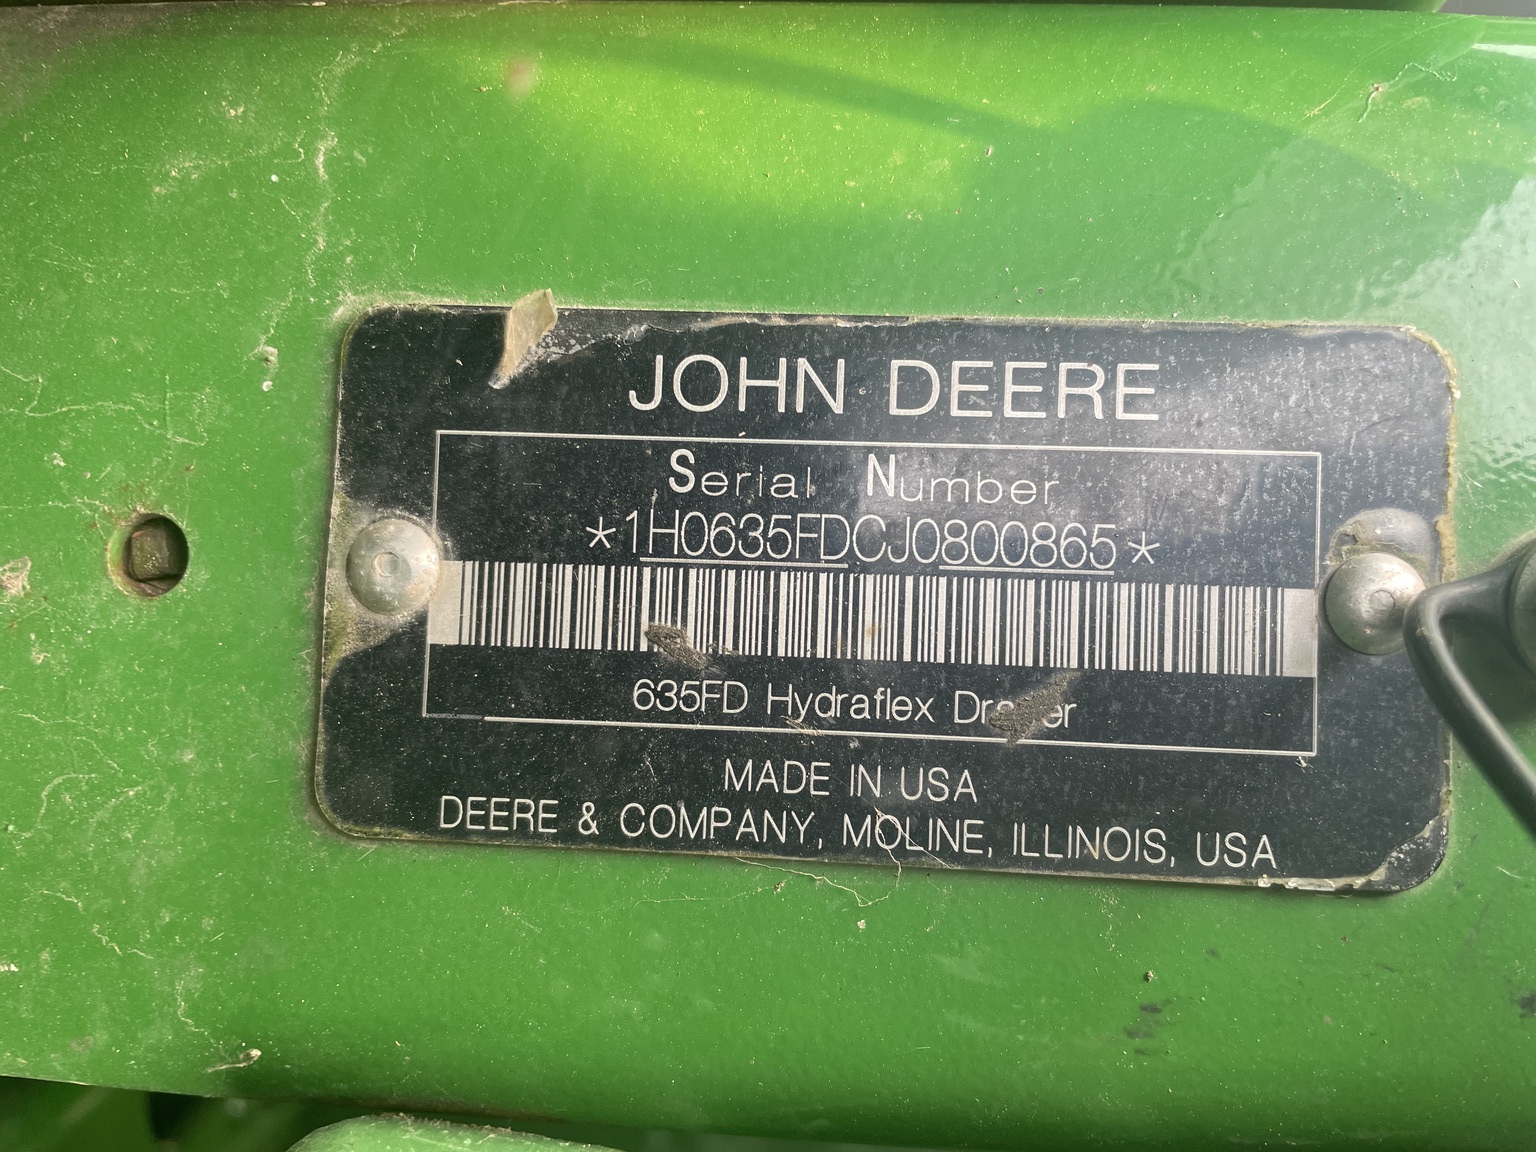 JOHN DEERE
Serial Number
*1H0635FDCJ0800865*
635FD Hydraflex
MADE IN USA
DEERE & COMPANY, MOLINE, ILLINOIS, USA